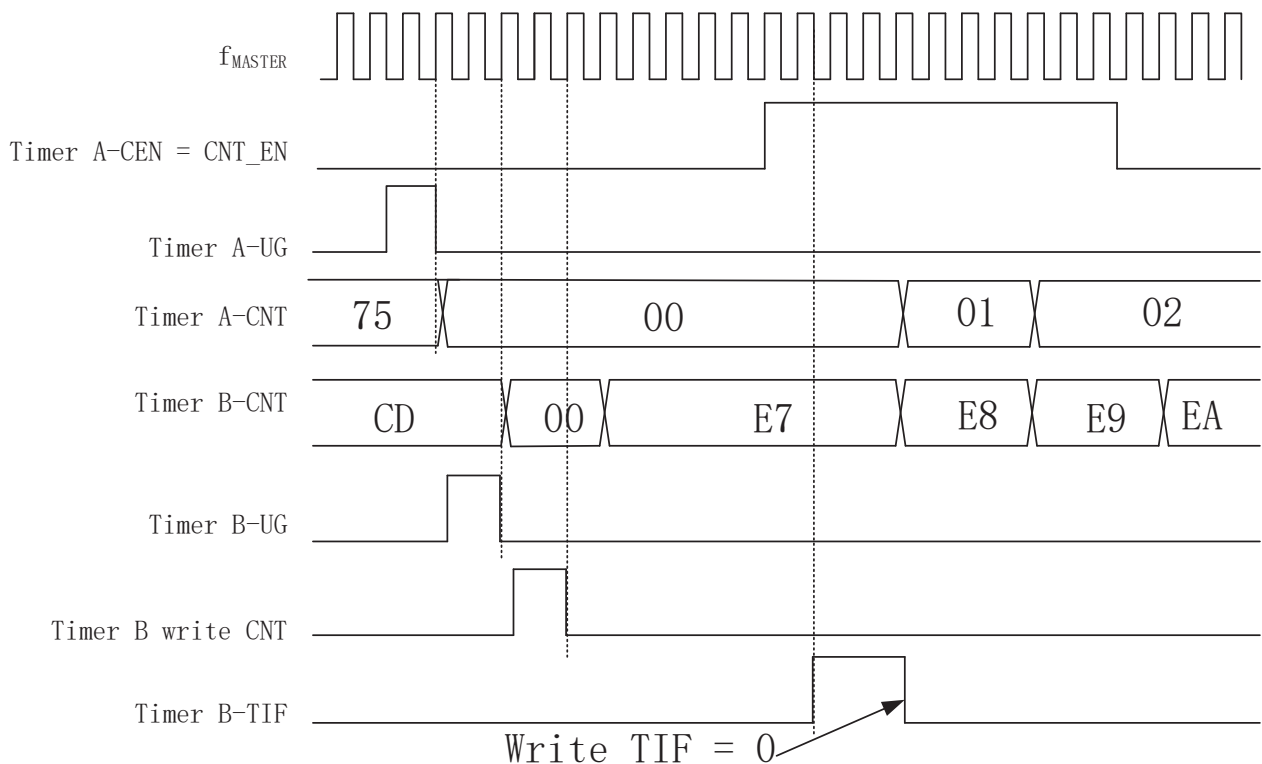 fMASTER
Timer A-CEN = CNT_EN
Timer A-UG
Timer A-CNT 75 00 01 02
Timer B-CNT CD 00 E7 E8 E9 EA
Timer B-UG
Timer B write CNT
Timer B-TIF
Write TIF = 0